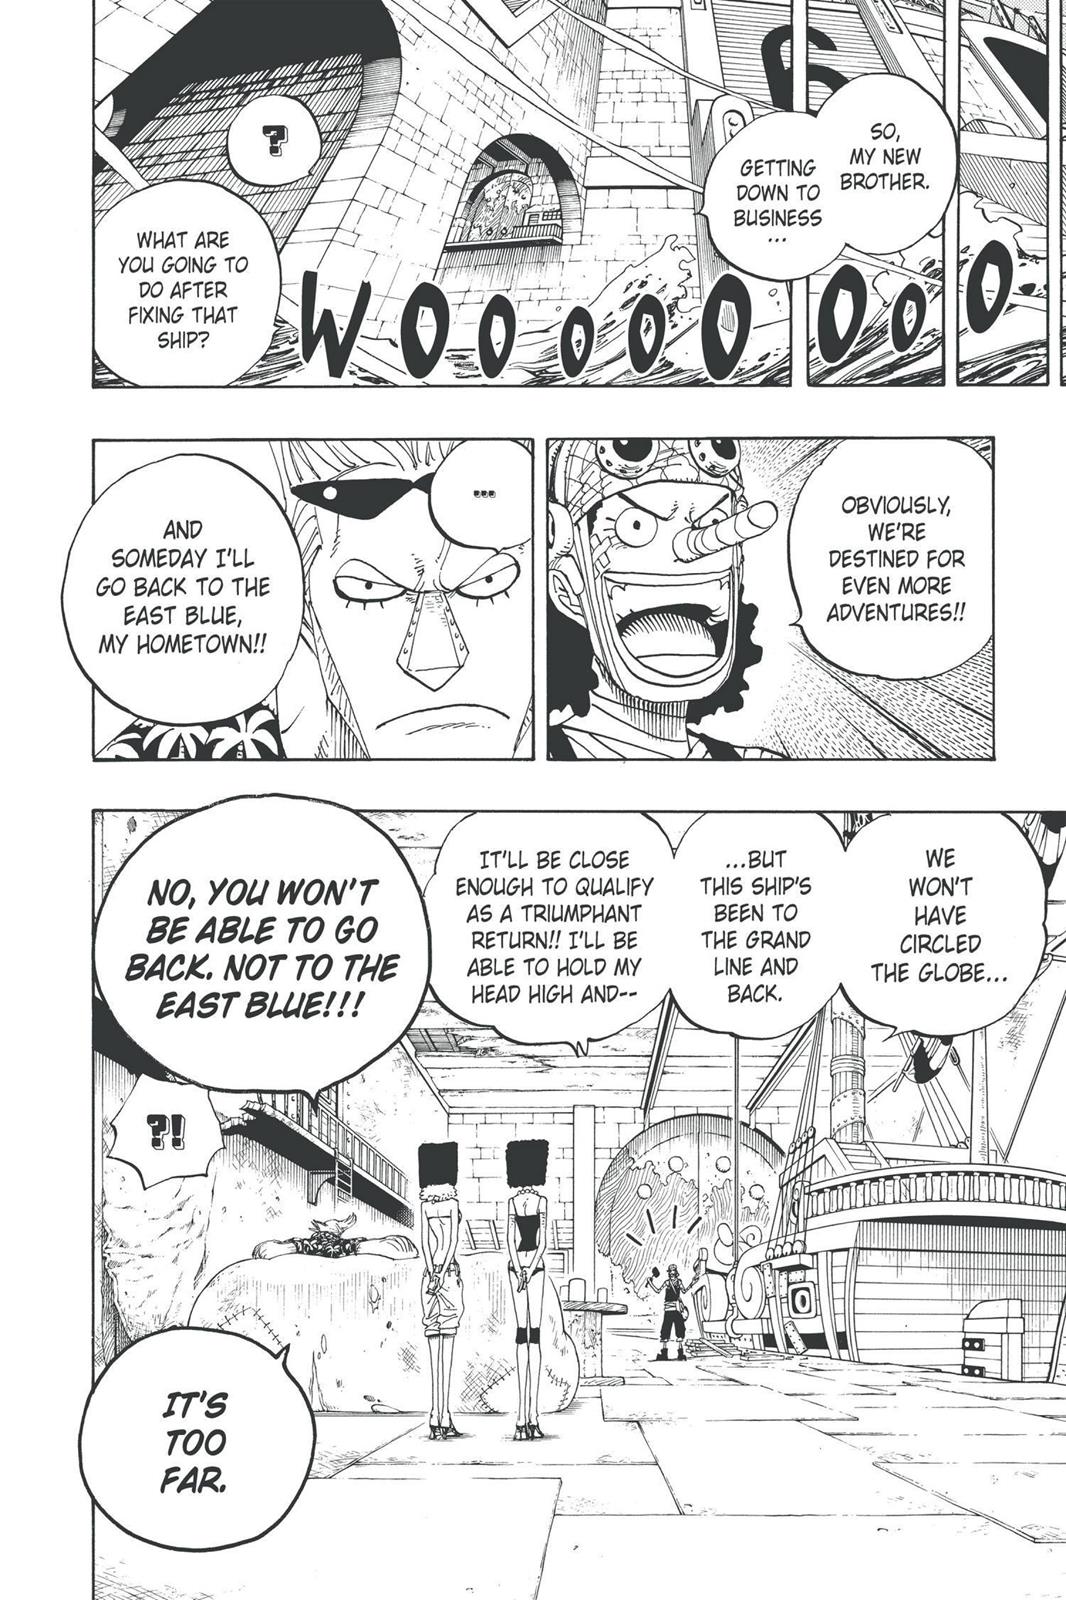 SO,
MY NEW
BROTHER.
GETTING
DOWN TO
BUSINESS
...
?
WHAT ARE
YOU GOING TO
DO AFTER
FIXING THAT
SHIP?
WOOOOO OOO
OBVIOUSLY,
WE'RE
DESTINED FOR
EVEN MORE
ADVENTURES!!
...
AND
SOMEDAY I'LL
GO BACK TO THE
EAST BLUE,
MY HOMETOWN!!
WE
WON'T
HAVE
CIRCLED
THE GLOBE...
...BUT
THIS SHIP'S
BEEN TO
THE GRAND
LINE AND
BACK.
IT'LL BE CLOSE
ENOUGH TO QUALIFY
AS A TRIUMPHANT
RETURN!! I'LL BE
ABLE TO HOLD MY
HEAD HIGH AND--
NO, YOU WON'T
BE ABLE TO GO
BACK. NOT TO THE
EAST BLUE!!!
?!
IT'S
TOO
FAR.